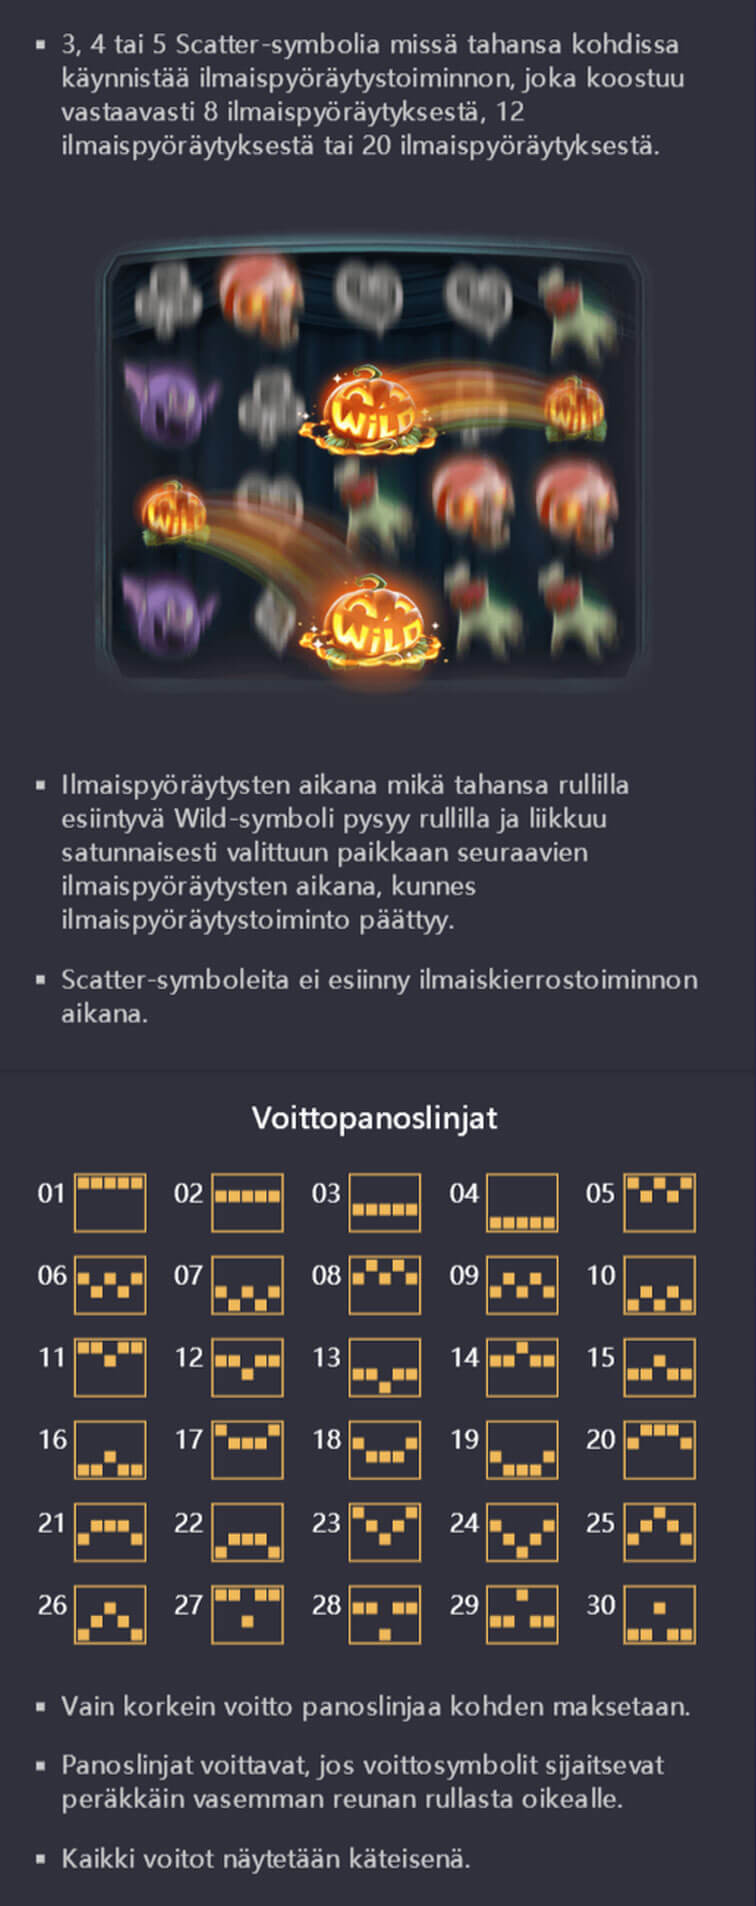 ▪ 3, 4 tai 5 Scatter-symbolia missä tahansa kohdissa
käynnistää ilmaispyöräytystoiminnon, joka koostuu
vastaavasti 8 ilmaispyöräytyksestä, 12
ilmaispyöräytyksestä tai 20 ilmaispyöräytyksestä.
WiLD
WiLD
WiLD
WiLD
▪ Ilmaispyöräytysten aikana mikä tahansa rullilla
esiintyvä Wild-symboli pysyy rullilla ja liikkuu
satunnaisesti valittuun paikkaan seuraavien
ilmaispyöräytysten aikana, kunnes
ilmaispyöräytystoiminto päättyy.
▪ Scatter-symboleita ei esiinny ilmaiskierrostoiminnon
aikana.
Voittopanoslinjat
01 02 03 04 05
06 07 08 09 10
11 12 13 14 15
16 17 18 19 20
21 22 23 24 25
26 27 28 29 30
▪ Vain korkein voitto panoslinjaa kohden maksetaan.
▪ Panoslinjat voittavat, jos voittosymbolit sijaitsevat
peräkkäin vasemman reunan rullasta oikealle.
▪ Kaikki voitot näytetään käteisenä.